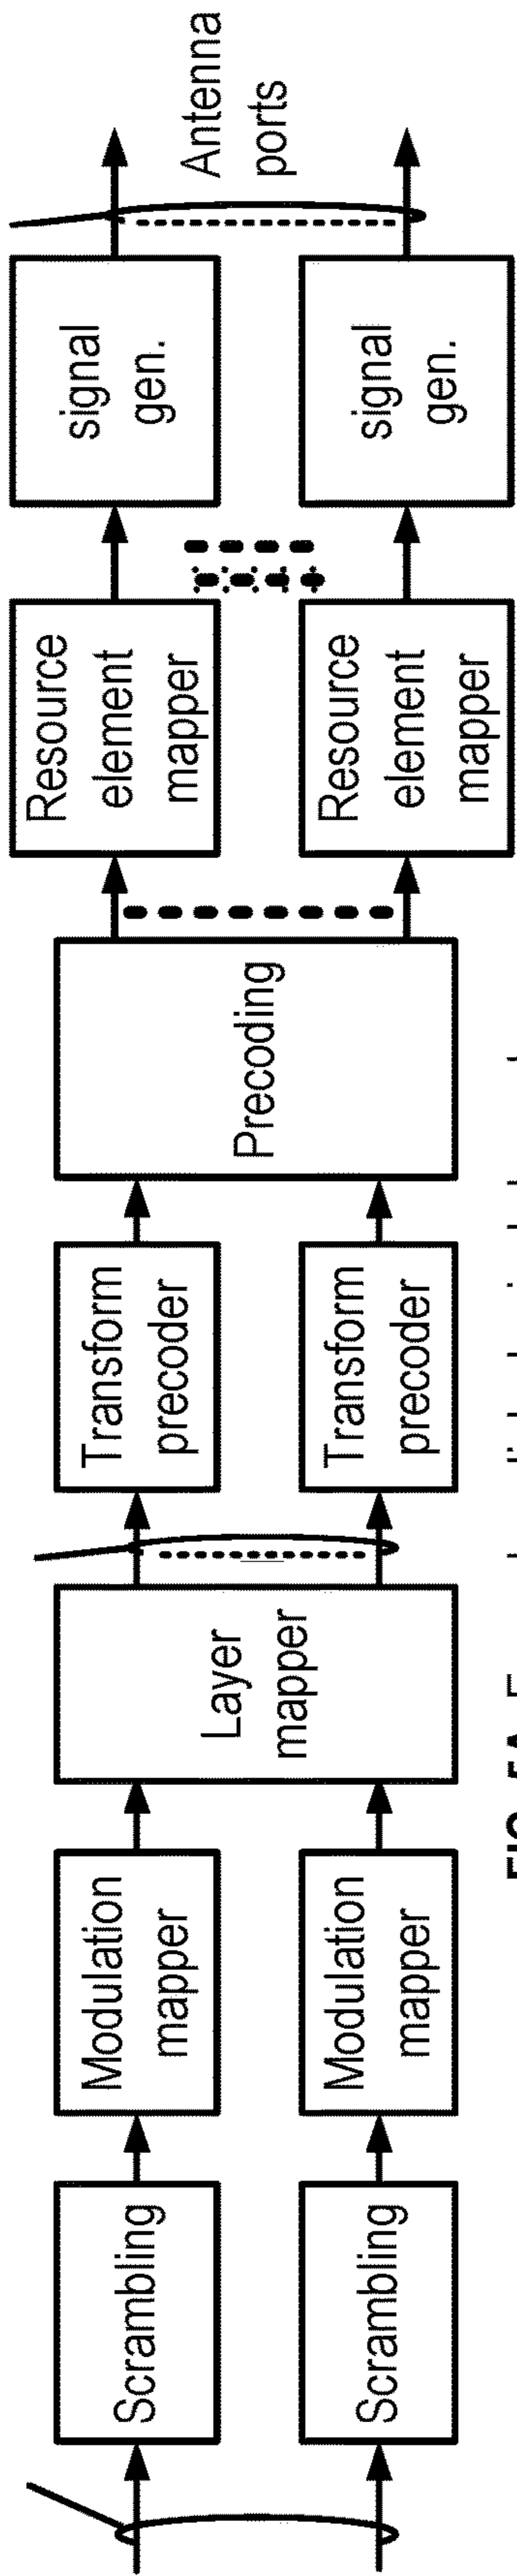 Scrambling
Modulation
mapper
Layer
mapper
Transform
precoder
Precoding
Resource
element
mapper
signal
gen.
Antenna
ports
Scrambling
Modulation
mapper
Transform
precoder
Resource
element
mapper
signal
gen.